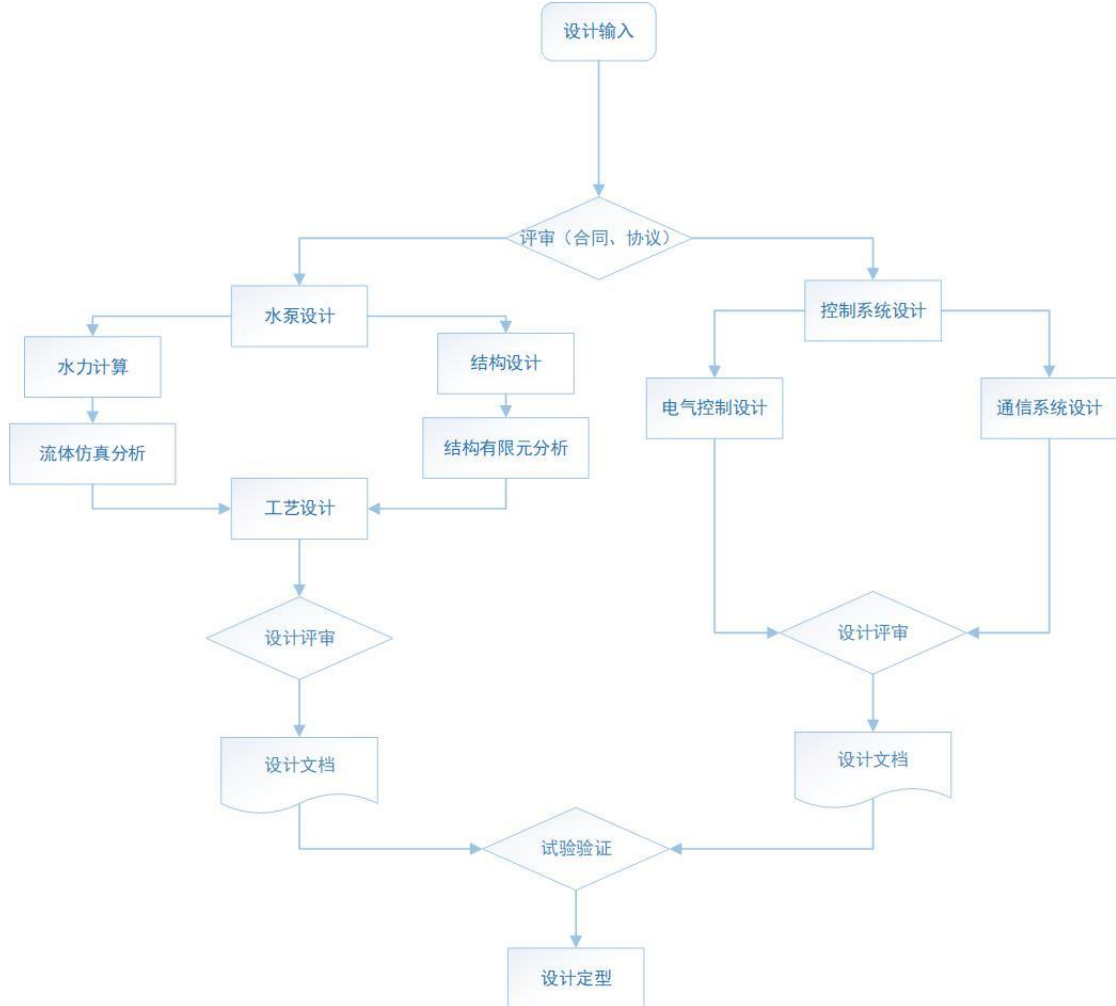 设计输入
评审（合同、协议）
水泵设计
控制系统设计
水力计算
结构设计
电气控制设计
通信系统设计
流体仿真分析
结构有限元分析
工艺设计
设计评审
设计评审
设计文档
设计文档
试验验证
设计定型